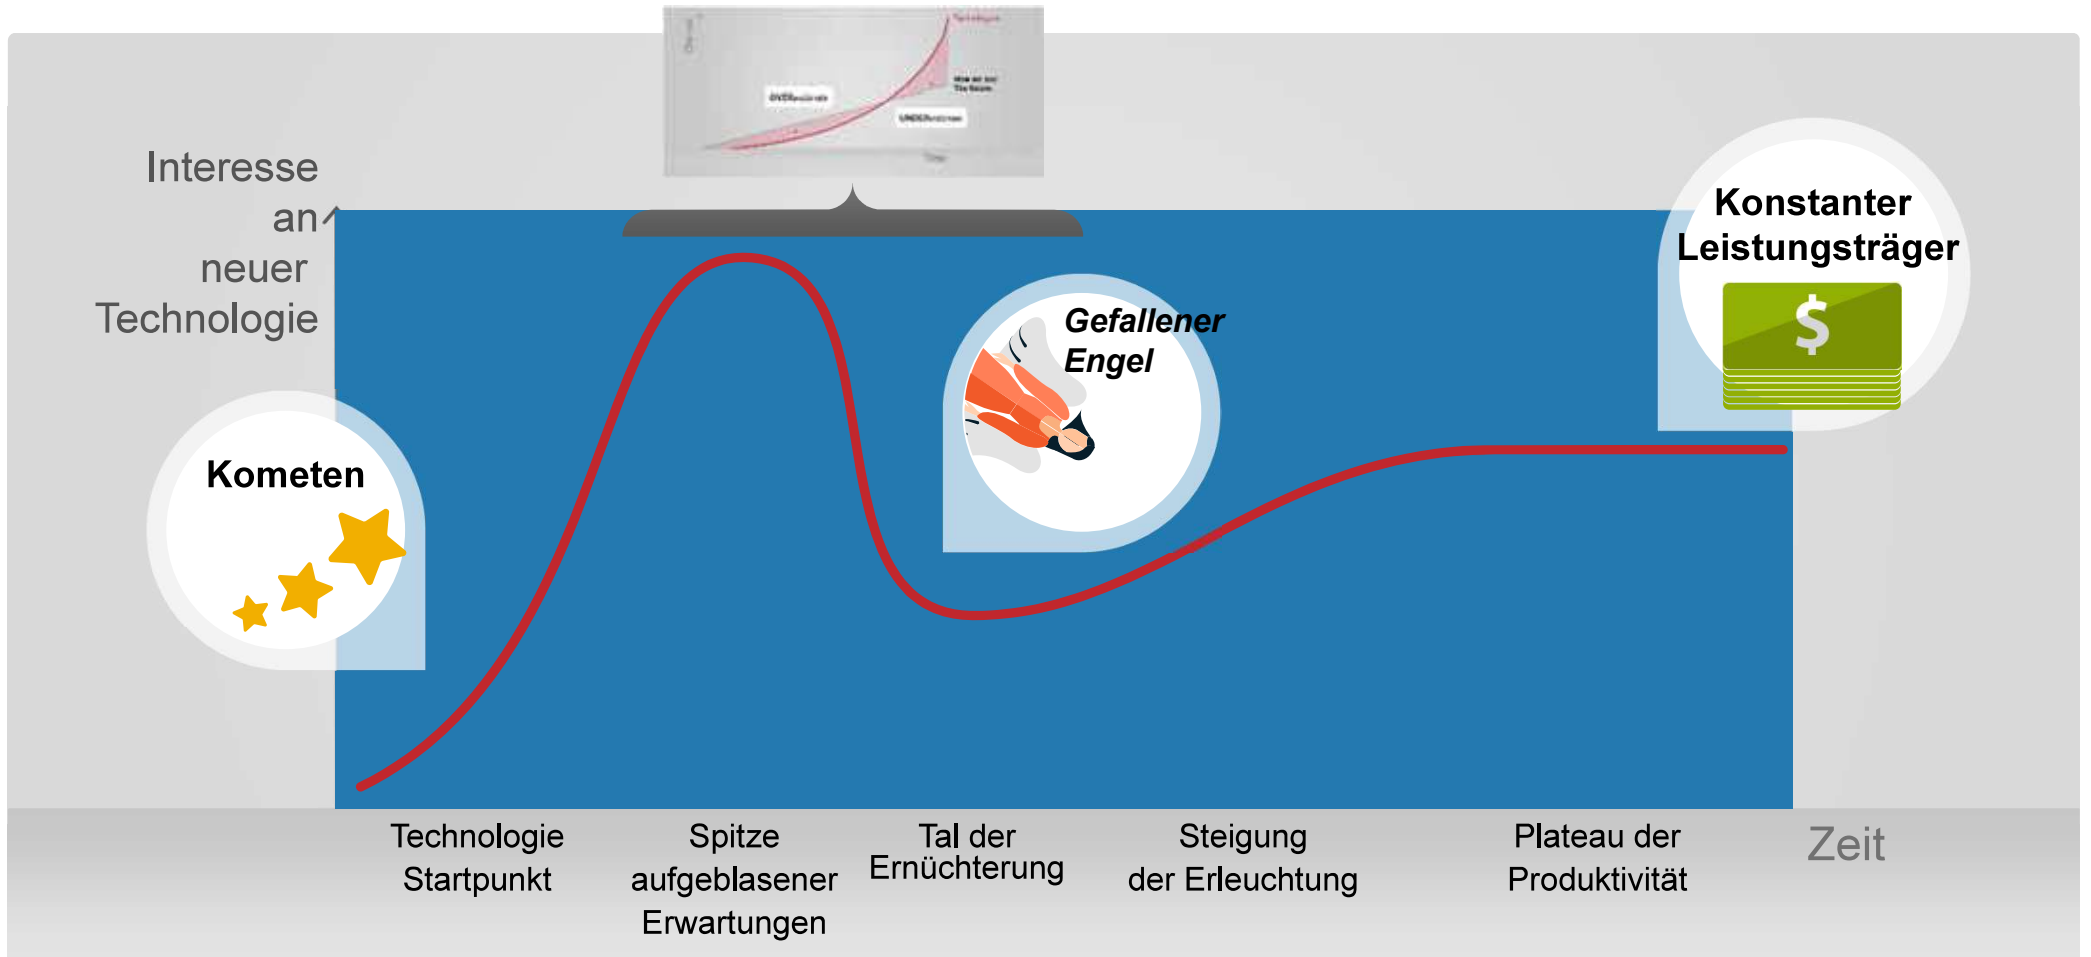 Interesse
an
neuer
Technologie
Kometen
Gefallener
Engel
Konstanter
Leistungsträger
$
Technologie
Startpunkt
Spitze
aufgeblasener
Erwartungen
Tal der
Ernüchterung
Steigung
der Erleuchtung
Plateau der
Produktivität
Zeit